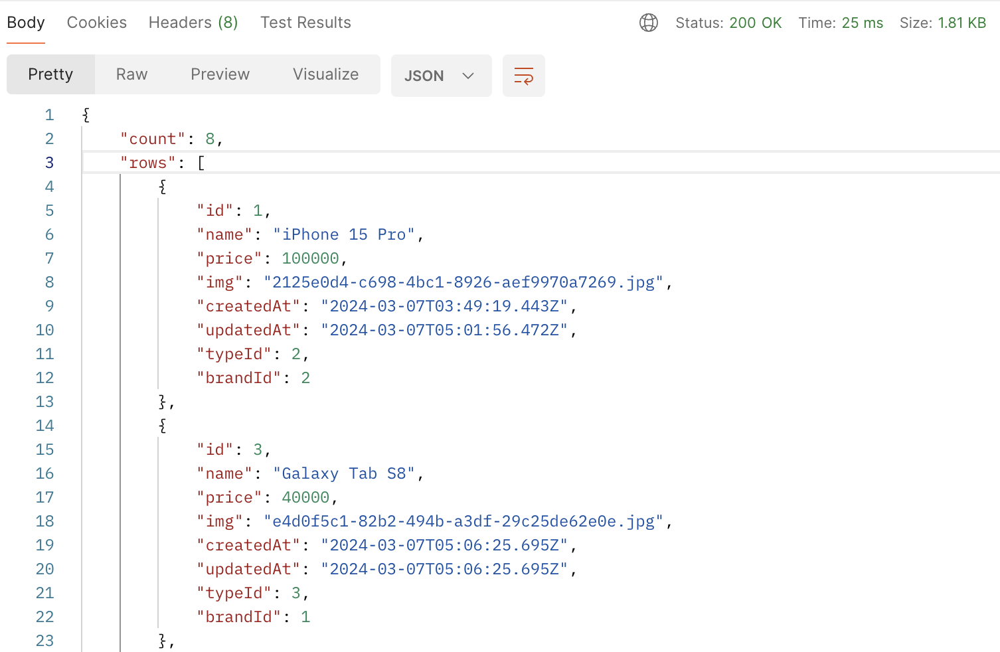 Body Cookies Headers (8) Test Results Status: 200 OK Time: 25 ms Size: 1.81 KB
Pretty Raw Preview Visualize JSON
1 {
2 "count": 8,
3 "rows": [
4 {
5 "id": 1,
6 "name": "iPhone 15 Pro",
7 "price": 100000,
8 "img": "2125e0d4-c698-4bc1-8926-aef9970a7269.jpg",
9 "createdAt": "2024-03-07T03:49:19.443Z",
10 "updatedAt": "2024-03-07T05:01:56.472Z",
11 "typeId": 2,
12 "brandId": 2
13 },
14 {
15 "id": 3,
16 "name": "Galaxy Tab S8",
17 "price": 40000,
18 "img": "e4d0f5c1-82b2-494b-a3df-29c25de62e0e.jpg",
19 "createdAt": "2024-03-07T05:06:25.695Z",
20 "updatedAt": "2024-03-07T05:06:25.695Z",
21 "typeId": 3,
22 "brandId": 1
23 },